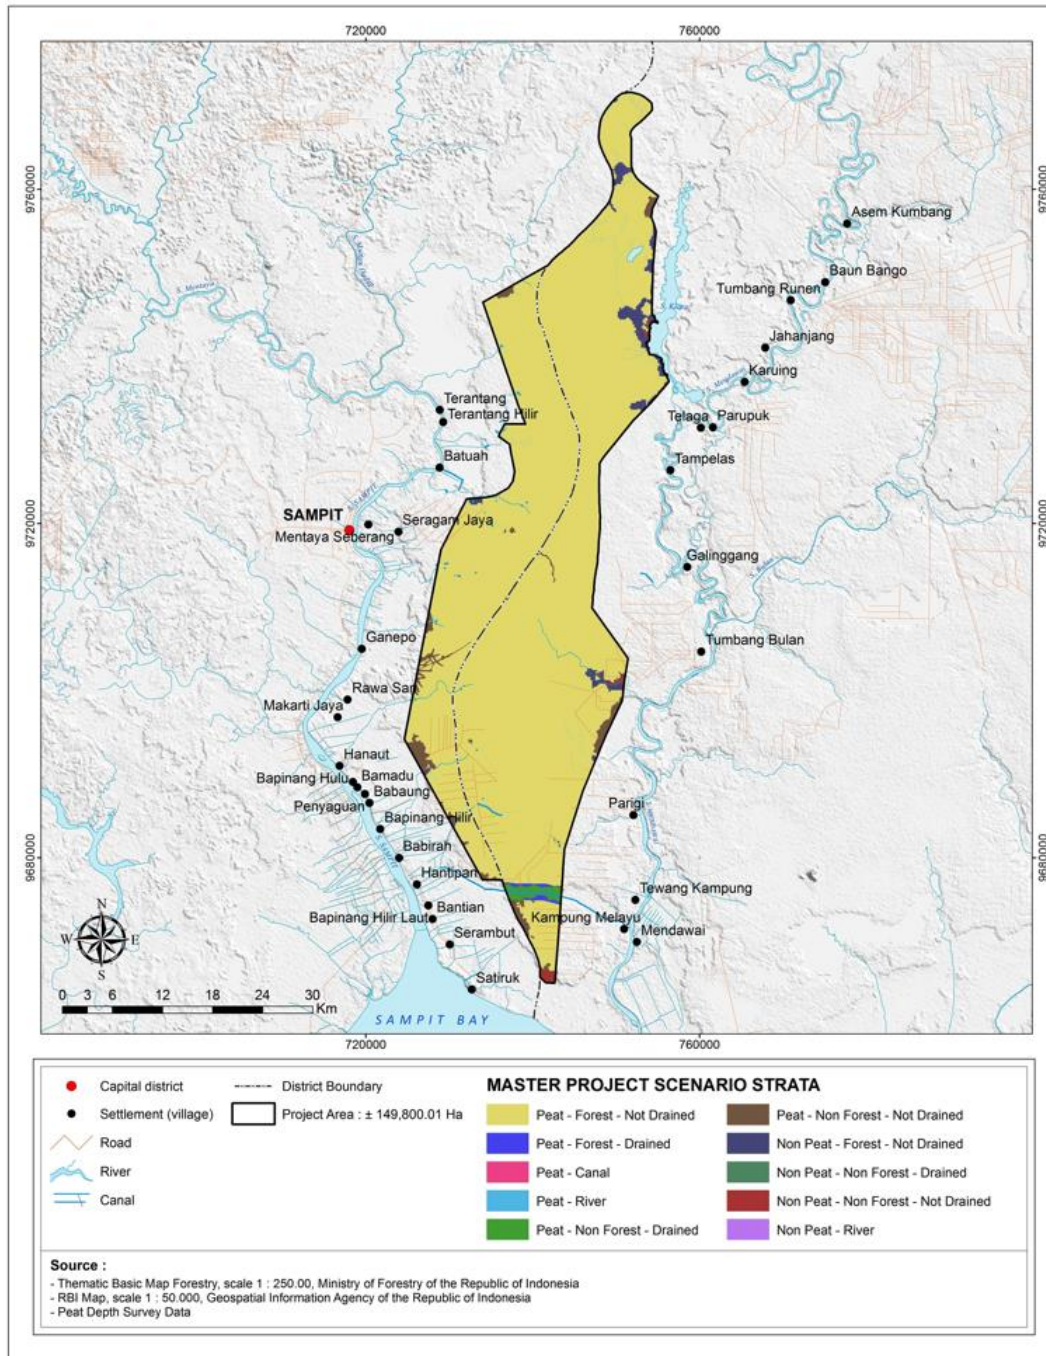 720000
760000
9760000
9760000
Asem Kumbang
Baun Bango
Tumbang Runen
S. Mentaya
Jahanjang
Karuing
Terantang
Terantang Hilir
Telaga
Parupuk
Batuah
Tampelas
S. SAMPIT
SAMPIT
Seragam Jaya
Mentaya Seberang
9720000
9720000
Galinggang
Ganepo
Tumbang Bulan
Rawa Sari
Makarti Jaya
Hanaut
Bapinang Hulu
Bamadu
Babaung
Penyaguan
Parigi
Bapinang Hilir
S. SAMPIT
Babirah
9680000
9680000
Hantipan
Tewang Kampung
Bantian
Bapinang Hilir Laut
Kampung Melayu
Mendawai
Serambut
N
W
E
S
Satiruk
0 3 6 12 18 24 30
Km
SAMPIT BAY
720000
760000
Capital district
District Boundary
MASTER PROJECT SCENARIO STRATA
Settlement (village)
Project Area : ± 149,800.01 Ha
Peat - Forest - Not Drained
Peat - Non Forest - Not Drained
Road
Peat - Forest - Drained
Non Peat - Forest - Not Drained
River
Peat - Canal
Non Peat - Non Forest - Drained
Canal
Peat - River
Non Peat - Non Forest - Not Drained
Peat - Non Forest - Drained
Non Peat - River
Source :
- Thematic Basic Map Forestry, scale 1 : 250.00, Ministry of Forestry of the Republic of Indonesia
- RBI Map, scale 1 : 50.000, Geospatial Information Agency of the Republic of Indonesia
- Peat Depth Survey Data